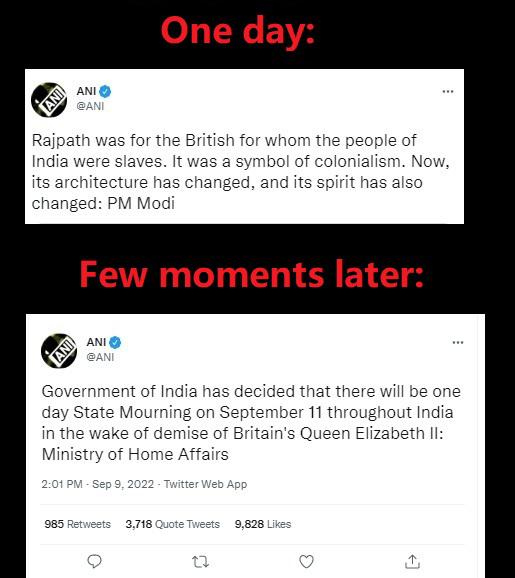 One day:
ANI
@ANI
Rajpath was for the British for whom the people of
India were slaves. It was a symbol of colonialism. Now,
its architecture has changed, and its spirit has also
changed: PM Modi
Few moments later:
ANI
@ANI
Government of India has decided that there will be one
day State Mourning on September 11 throughout India
in the wake of demise of Britain's Queen Elizabeth II:
Ministry of Home Affairs
2:01 PM · Sep 9, 2022 · Twitter Web App
985 Retweets 3,718 Quote Tweets 9,828 Likes